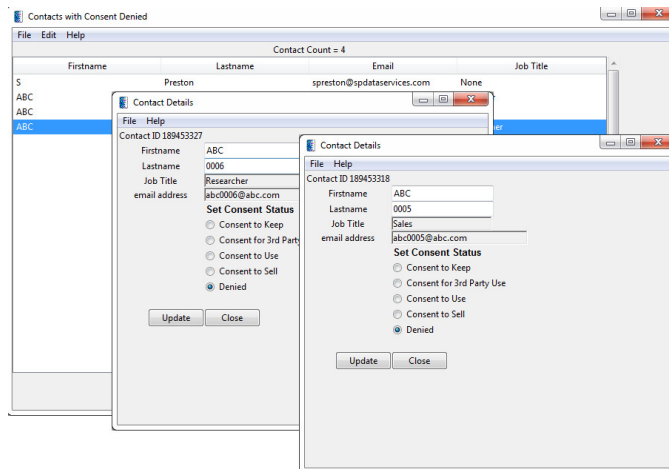 Contacts with Consent Denied
File Edit Help
Contact Count = 4
Firstname Lastname Email Job Title
S Preston spreston@spdataservices.com None
ABC
ABC
ABC
Contact Details
File Help
Contact ID 189453327
Firstname ABC
Lastname 0006
Job Title Researcher
email address abc0006@abc.com
Set Consent Status
Consent to Keep
Consent for 3rd Party
Consent to Use
Consent to Sell
Denied
Update Close
Contact Details
File Help
Contact ID 189453318
Firstname ABC
Lastname 0005
Job Title Sales
email address abc0005@abc.com
Set Consent Status
Consent to Keep
Consent for 3rd Party Use
Consent to Use
Consent to Sell
Denied
Update Close